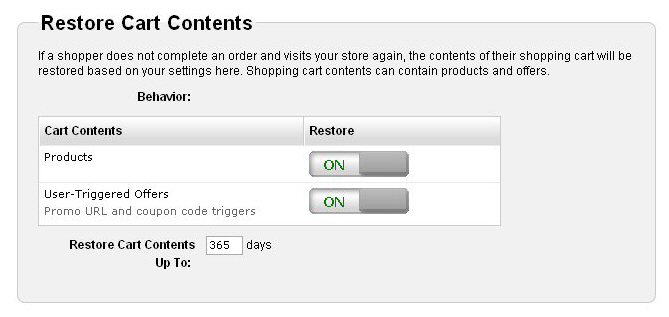 Restore Cart Contents
If a shopper does not complete an order and visits your store again, the contents of their shopping cart will be
restored based on your settings here. Shopping cart contents can contain products and offers.
Behavior:
Cart Contents Restore
Products ON
User-Triggered Offers ON
Promo URL and coupon code triggers
Restore Cart Contents 365 days
Up To: